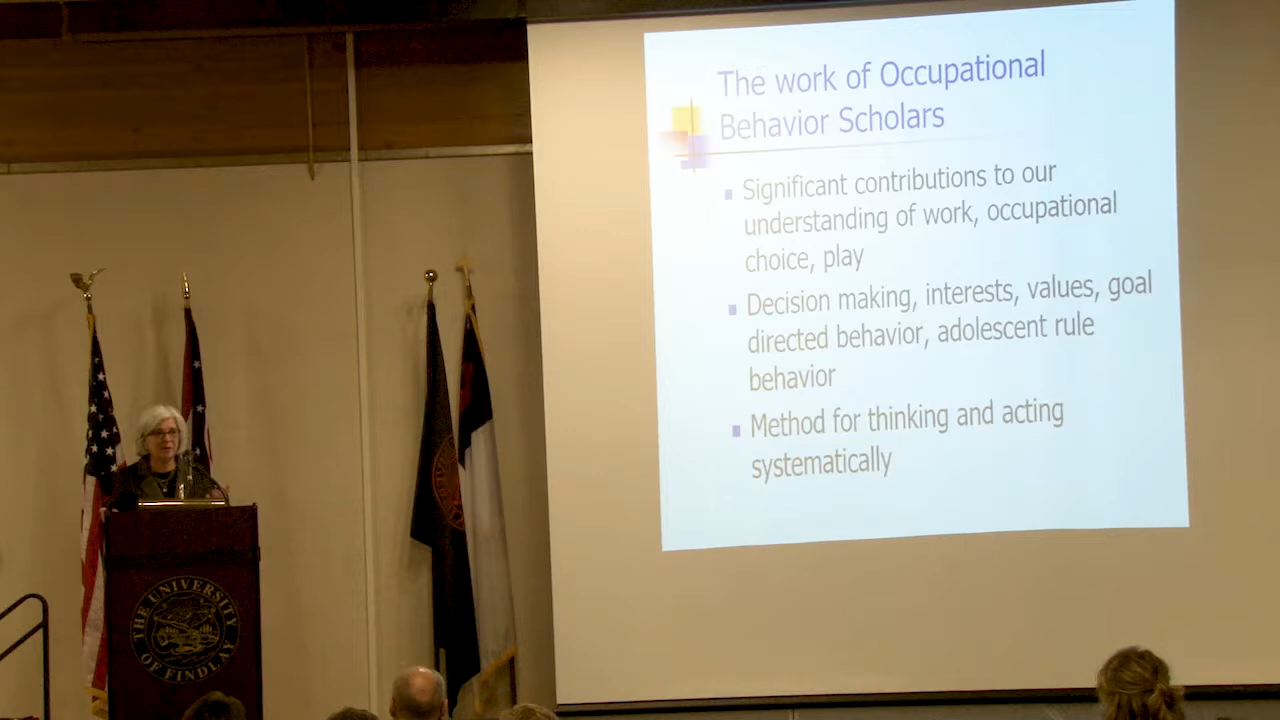 The work of Occupational
Behavior Scholars
Significant contributions to our
understanding of work, occupational
choice, play
Decision making, interests, values, goal
directed behavior, adolescent rule
behavior
Method for thinking and acting
systematically
THE UNIVERSITY
OF FINDLAY